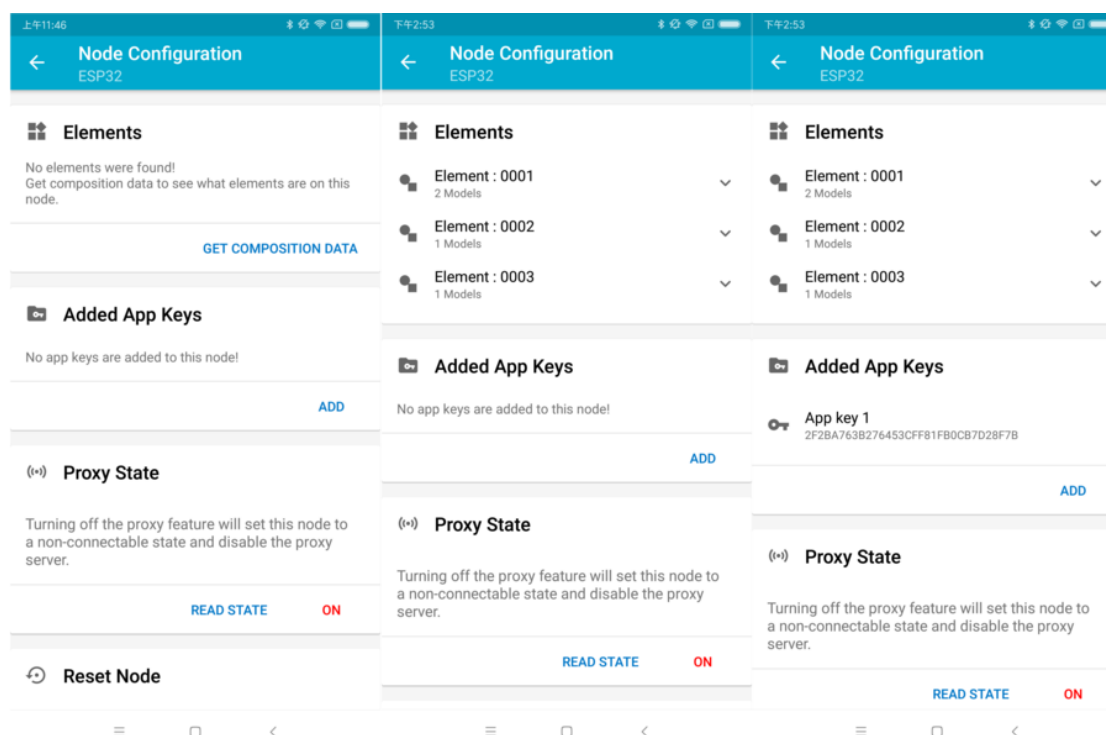 上午11:46
Node Configuration
ESP32
Elements
No elements were found!
Get composition data to see what elements are on this
node.
GET COMPOSITION DATA
Added App Keys
No app keys are added to this node!
ADD
Proxy State
Turning off the proxy feature will set this node to
a non-connectable state and disable the proxy
server.
READ STATE
ON
Reset Node
下午2:53
Node Configuration
ESP32
Elements
Element : 0001
2 Models
Element : 0002
1 Models
Element : 0003
1 Models
Added App Keys
No app keys are added to this node!
ADD
Proxy State
Turning off the proxy feature will set this node to
a non-connectable state and disable the proxy
server.
READ STATE
ON
下午2:53
Node Configuration
ESP32
Elements
Element : 0001
2 Models
Element : 0002
1 Models
Element : 0003
1 Models
Added App Keys
App key 1
2F2BA763B276453CFF81FB0CB7D28F7B
ADD
Proxy State
Turning off the proxy feature will set this node to
a non-connectable state and disable the proxy
server.
READ STATE
ON